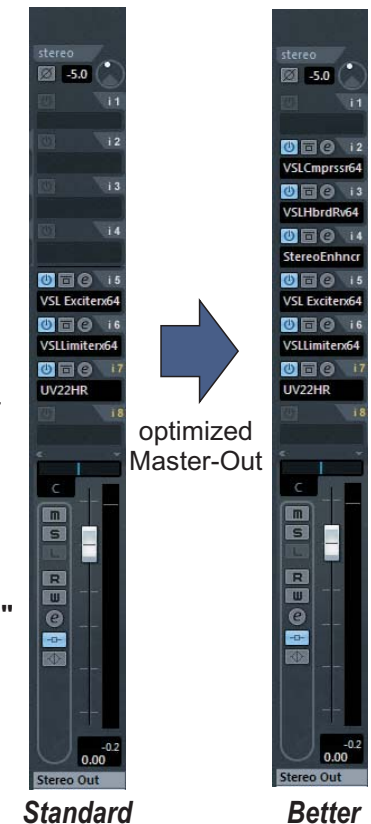 stereo
-5.0
i 1
i 2
i 3
i 4
e i 5
VSL Exciterx64
e i 6
VSLLimiterx64
e i 7
UV22HR
i 8
C
m
S
L
R
W
e
-0.2
0.00
Stereo Out
Standard
"
optimized
Master-Out
stereo
-5.0
i 1
e i 2
VSLCmprssr64
e i 3
VSLHbrdRv64
e i 4
StereoEnhncr
e i 5
VSL Exciterx64
e i 6
VSLLimiterx64
e i 7
UV22HR
i 8
C
m
S
L
R
W
e
-0.2
0.00
Stereo Out
Better